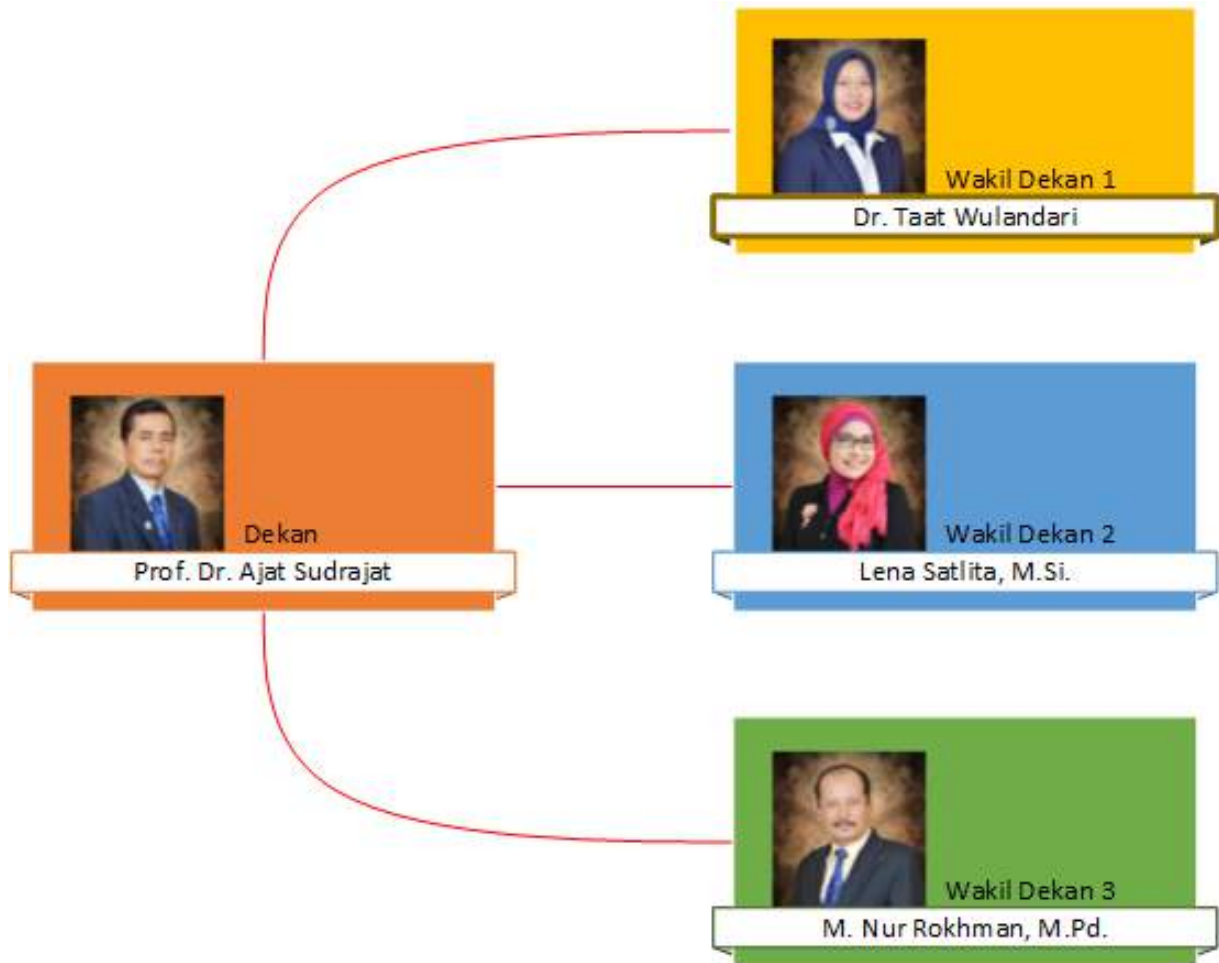 Wakil Dekan 1
Dr. Taat Wulandari
Dekan
Prof. Dr. Ajat Sudrajat
Wakil Dekan 2
Lena Satlita, M.Si.
Wakil Dekan 3
M. Nur Rokhman, M.Pd.